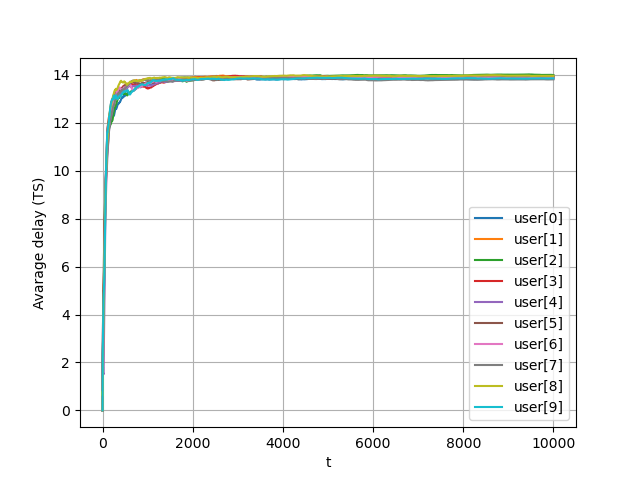 14
12
10
8
6
4
2
0
Avarage delay (TS)
user[0]
user[1]
user[2]
user[3]
user[4]
user[5]
user[6]
user[7]
user[8]
user[9]
0 2000 4000 6000 8000 10000
t